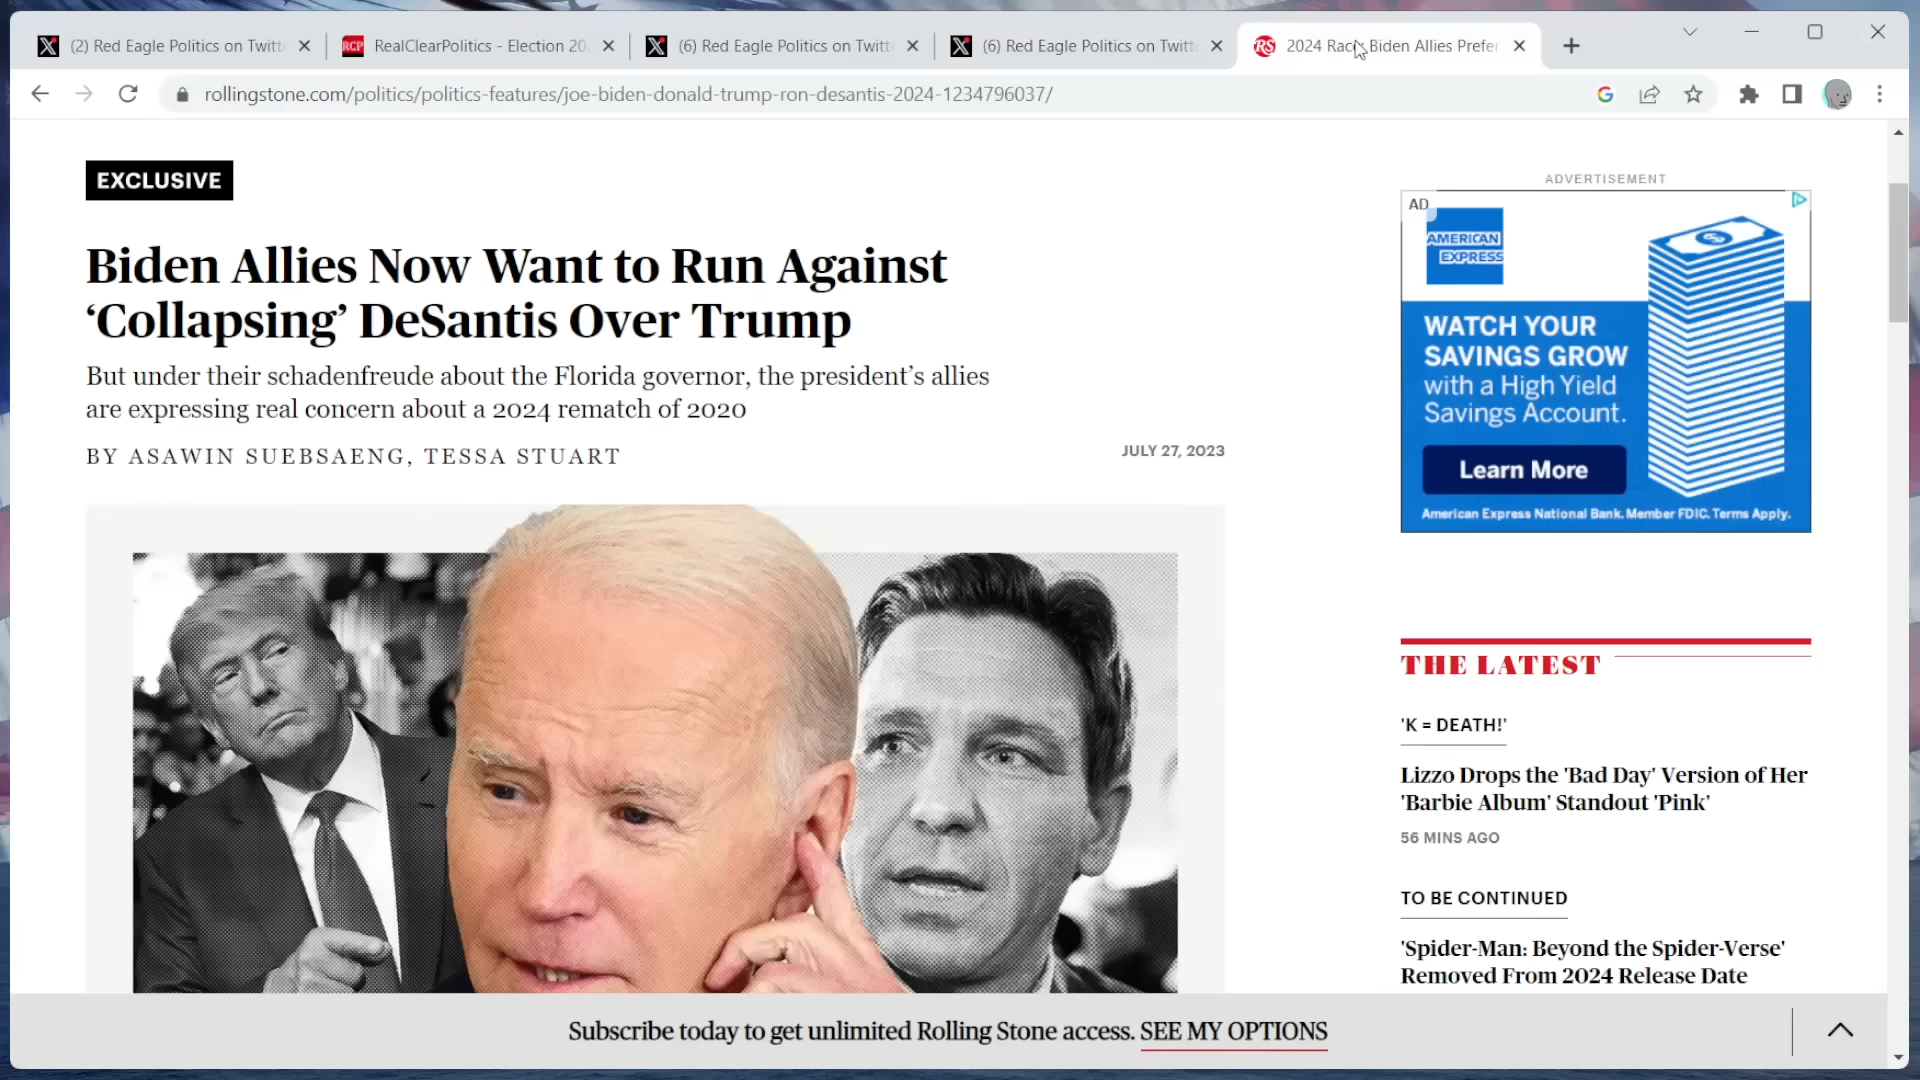 (2) Red Eagle Politics on Twitt
RCP
RealClearPolitics - Election 20
(6) Red Eagle Politics on Twitt
(6) Red Eagle Politics on Twitt
RS
2024 Race: Biden Allies Prefer
rollingstone.com/politics/politics-features/joe-biden-donald-trump-ron-desantis-2024-1234796037/
EXCLUSIVE
Biden Allies Now Want to Run Against
‘Collapsing’ DeSantis Over Trump
But under their schadenfreude about the Florida governor, the president’s allies
are expressing real concern about a 2024 rematch of 2020
BY ASAWIN SUEBSAENG, TESSA STUART
JULY 27, 2023
ADVERTISEMENT
AD
AMERICAN
EXPRESS
WATCH YOUR
SAVINGS GROW
with a High Yield
Savings Account.
Learn More
American Express National Bank. Member FDIC. Terms Apply.
THE LATEST
'K = DEATH!'
Lizzo Drops the 'Bad Day' Version of Her
'Barbie Album' Standout 'Pink'
56 MINS AGO
TO BE CONTINUED
'Spider-Man: Beyond the Spider-Verse'
Removed From 2024 Release Date
Subscribe today to get unlimited Rolling Stone access. SEE MY OPTIONS